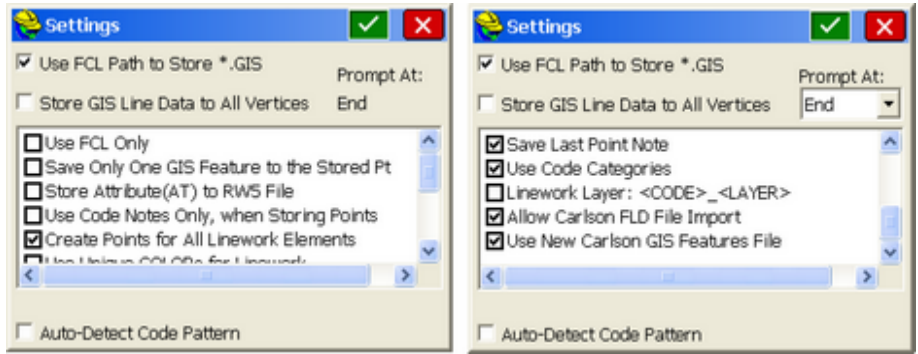 Settings
Use FCL Path to Store *.GIS
Prompt At:
Store GIS Line Data to All Vertices
End
Use FCL Only
Save Only One GIS Feature to the Stored Pt
Store Attribute(AT) to RW5 File
Use Code Notes Only, when Storing Points
Create Points for All Linework Elements
Use Unique COLORs for Linework
Auto-Detect Code Pattern
Settings
Use FCL Path to Store *.GIS
Prompt At:
Store GIS Line Data to All Vertices
End
Save Last Point Note
Use Code Categories
Linework Layer: <CODE>_<LAYER>
Allow Carlson FLD File Import
Use New Carlson GIS Features File
Auto-Detect Code Pattern